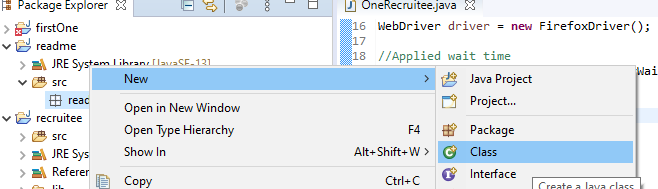 Package Explorer
firstOne
readme
JRE System Library [JavaSE-13]
src
read
recruitee
src
JRE Sys
Referen
lib
OneRecruitee.java
16 WebDriver driver = new FirefoxDriver();
17
18 //Applied wait time
Wai
New
Open in New Window
Open Type Hierarchy F4
Show In Alt+Shift+W
Copy Ctrl+C
Java Project
Project...
Package
Class
Interface
Create a Java class